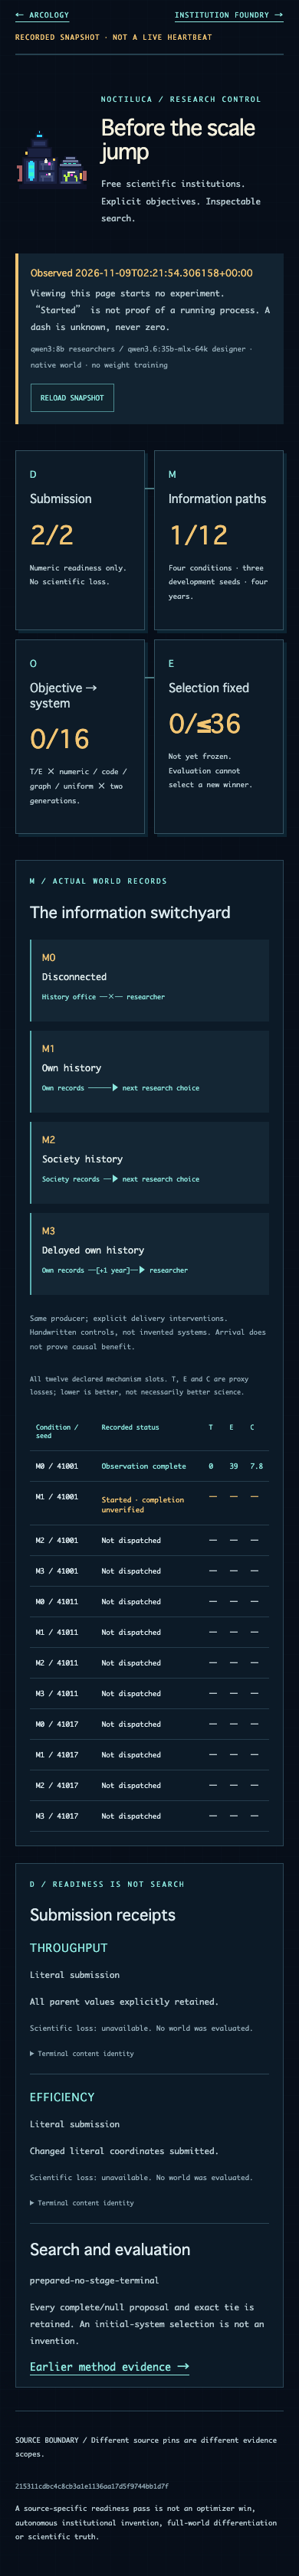 ← ARCOLOGY
INSTITUTION FOUNDRY →
RECORDED SNAPSHOT · NOT A LIVE HEARTBEAT
NOCTILUCA / RESEARCH CONTROL
Before the scale
jump
Free scientific institutions.
Explicit objectives. Inspectable
search.
Observed 2026-11-09T02:21:54.306158+00:00
Viewing this page starts no experiment.
“Started” is not proof of a running process. A
dash is unknown, never zero.
qwen3:8b researchers / qwen3.6:35b-mlx-64k designer ·
native world · no weight training
RELOAD SNAPSHOT
D
Submission
2/2
Numeric readiness only.
No scientific loss.
M
Information paths
1/12
Four conditions · three
development seeds · four
years.
O
Objective →
system
0/16
T/E × numeric / code /
graph / uniform × two
generations.
E
Selection fixed
0/≤36
Not yet frozen.
Evaluation cannot
select a new winner.
M / ACTUAL WORLD RECORDS
The information switchyard
M0
Disconnected
History office —×— researcher
M1
Own history
Own records ———▶ next research choice
M2
Society history
Society records —▶ next research choice
M3
Delayed own history
Own records —[+1 year]—▶ researcher
Same producer; explicit delivery interventions.
Handwritten controls, not invented systems. Arrival does
not prove causal benefit.
All twelve declared mechanism slots. T, E and C are proxy
losses; lower is better, not necessarily better science.
Condition /
seed
Recorded status T E C
M0 / 41001 Observation complete 0 39 7.8
M1 / 41001 Started · completion
unverified — — —
M2 / 41001 Not dispatched — — —
M3 / 41001 Not dispatched — — —
M0 / 41011 Not dispatched — — —
M1 / 41011 Not dispatched — — —
M2 / 41011 Not dispatched — — —
M3 / 41011 Not dispatched — — —
M0 / 41017 Not dispatched — — —
M1 / 41017 Not dispatched — — —
M2 / 41017 Not dispatched — — —
M3 / 41017 Not dispatched — — —
D / READINESS IS NOT SEARCH
Submission receipts
THROUGHPUT
Literal submission
All parent values explicitly retained.
Scientific loss: unavailable. No world was evaluated.
▶ Terminal content identity
EFFICIENCY
Literal submission
Changed literal coordinates submitted.
Scientific loss: unavailable. No world was evaluated.
▶ Terminal content identity
Search and evaluation
prepared-no-stage-terminal
Every complete/null proposal and exact tie is
retained. An initial-system selection is not an
invention.
Earlier method evidence →
SOURCE BOUNDARY / Different source pins are different evidence
scopes.
215311cdbc4c8cb3a1e1136aa17d5f9744bb1d7f
A source-specific readiness pass is not an optimizer win,
autonomous institutional invention, full-world differentiation
or scientific truth.